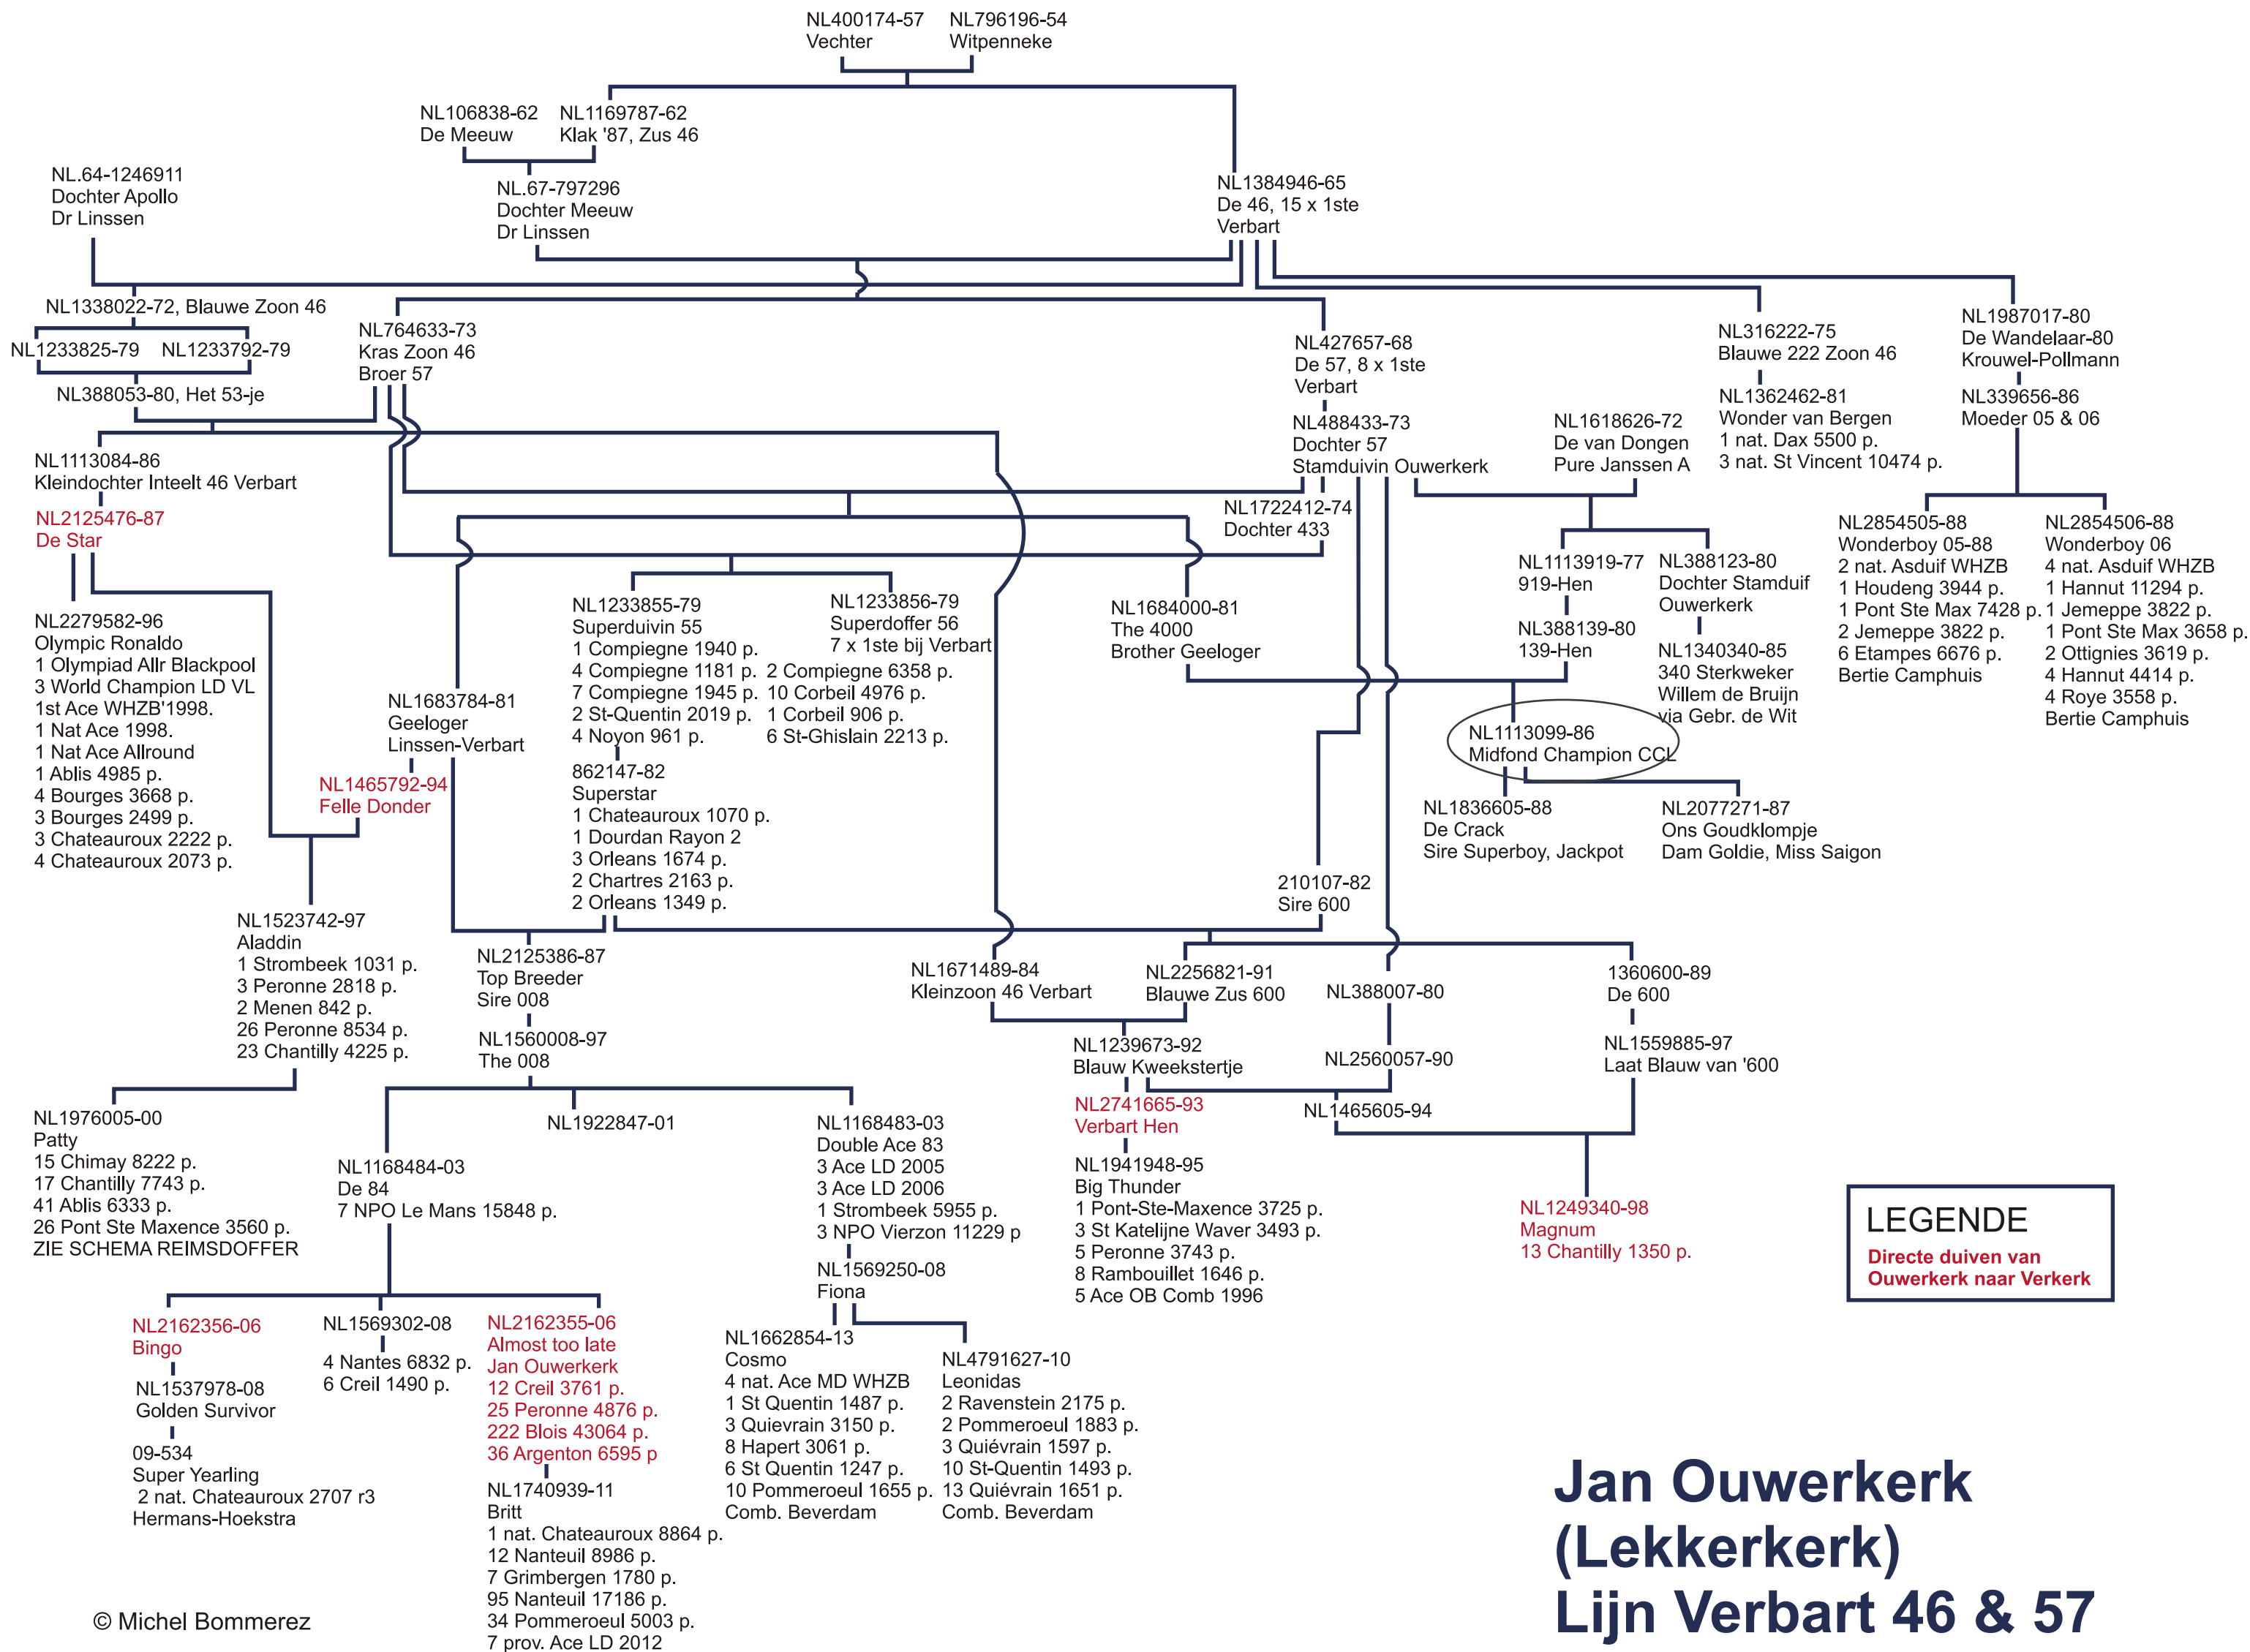 NL400174-57
Vechter
NL796196-54
Witpenneke
NL106838-62
De Meeuw
NL1169787-62
Klak '87, Zus 46
NL.64-1246911
Dochter Apollo
Dr Linssen
NL.67-797296
Dochter Meeuw
Dr Linssen
NL1384946-65
De 46, 15 x 1ste
Verbart
NL1338022-72, Blauwe Zoon 46
NL1233825-79
NL1233792-79
NL388053-80, Het 53-je
NL764633-73
Kras Zoon 46
Broer 57
NL427657-68
De 57, 8 x 1ste
Verbart
NL316222-75
Blauwe 222 Zoon 46
NL1987017-80
De Wandelaar-80
Krouwel-Pollmann
NL488433-73
Dochter 57
Stamduivin Ouwerkerk
NL1618626-72
De van Dongen
Pure Janssen A
NL1362462-81
Wonder van Bergen
1 nat. Dax 5500 p.
3 nat. St Vincent 10474 p.
NL339656-86
Moeder 05 & 06
NL1113084-86
Kleindochter Inteelt 46 Verbart
NL2125476-87
De Star
NL1722412-74
Dochter 433
NL1113919-77
919-Hen
NL388123-80
Dochter Stamduif
Ouwerkerk
NL2854505-88
Wonderboy 05-88
2 nat. Asduif WHZB
1 Houdeng 3944 p.
1 Pont Ste Max 7428 p.
2 Jemeppe 3822 p.
6 Etampes 6676 p.
Bertie Camphuis
NL2854506-88
Wonderboy 06
4 nat. Asduif WHZB
1 Hannut 11294 p.
1 Jemeppe 3822 p.
1 Pont Ste Max 3658 p.
2 Ottignies 3619 p.
4 Hannut 4414 p.
4 Roye 3558 p.
Bertie Camphuis
NL2279582-96
Olympic Ronaldo
1 Olympiad Allr Blackpool
3 World Champion LD VL
1st Ace WHZB'1998.
1 Nat Ace 1998.
1 Nat Ace Allround
1 Ablis 4985 p.
4 Bourges 3668 p.
3 Bourges 2499 p.
3 Chateauroux 2222 p.
4 Chateauroux 2073 p.
NL1233855-79
Superduivin 55
1 Compiegne 1940 p.
4 Compiegne 1181 p.
7 Compiegne 1945 p.
2 St-Quentin 2019 p.
4 Noyon 961 p.
NL1233856-79
Superdoffer 56
7 x 1ste bij Verbart
2 Compiegne 6358 p.
10 Corbeil 4976 p.
1 Corbeil 906 p.
6 St-Ghislain 2213 p.
NL1684000-81
The 4000
Brother Geeloger
NL388139-80
139-Hen
NL1340340-85
340 Sterkweker
Willem de Bruijn
via Gebr. de Wit
NL1683784-81
Geeloger
Linssen-Verbart
NL1465792-94
Felle Donder
862147-82
Superstar
1 Chateauroux 1070 p.
1 Dourdan Rayon 2
3 Orleans 1674 p.
2 Chartres 2163 p.
2 Orleans 1349 p.
NL1113099-86
Midfond Champion CCL
NL1836605-88
De Crack
Sire Superboy, Jackpot
NL2077271-87
Ons Goudklompje
Dam Goldie, Miss Saigon
210107-82
Sire 600
NL1523742-97
Aladdin
1 Strombeek 1031 p.
3 Peronne 2818 p.
2 Menen 842 p.
26 Peronne 8534 p.
23 Chantilly 4225 p.
NL2125386-87
Top Breeder
Sire 008
NL1671489-84
Kleinzoon 46 Verbart
NL2256821-91
Blauwe Zus 600
NL388007-80
1360600-89
De 600
NL1560008-97
The 008
NL1239673-92
Blauw Kweekstertje
NL2560057-90
NL1559885-97
Laat Blauw van '600
NL1976005-00
Patty
15 Chimay 8222 p.
17 Chantilly 7743 p.
41 Ablis 6333 p.
26 Pont Ste Maxence 3560 p.
ZIE SCHEMA REIMSDOFFER
NL1922847-01
NL1168483-03
Double Ace 83
3 Ace LD 2005
3 Ace LD 2006
1 Strombeek 5955 p.
3 NPO Vierzon 11229 p
NL2741665-93
Verbart Hen
NL1465605-94
NL1168484-03
De 84
7 NPO Le Mans 15848 p.
NL1941948-95
Big Thunder
1 Pont-Ste-Maxence 3725 p.
3 St Katelijne Waver 3493 p.
5 Peronne 3743 p.
8 Rambouillet 1646 p.
5 Ace OB Comb 1996
NL1249340-98
Magnum
13 Chantilly 1350 p.
LEGENDE
Directe duiven van
Ouwerkerk naar Verkerk
NL1569250-08
Fiona
NL2162356-06
Bingo
NL1569302-08
4 Nantes 6832 p.
6 Creil 1490 p.
NL2162355-06
Almost too late
Jan Ouwerkerk
12 Creil 3761 p.
25 Peronne 4876 p.
222 Blois 43064 p.
36 Argenton 6595 p
NL1662854-13
Cosmo
4 nat. Ace MD WHZB
1 St Quentin 1487 p.
3 Quievrain 3150 p.
8 Hapert 3061 p.
6 St Quentin 1247 p.
10 Pommeroeul 1655 p.
Comb. Beverdam
NL4791627-10
Leonidas
2 Ravenstein 2175 p.
2 Pommeroeul 1883 p.
3 Quiévrain 1597 p.
10 St-Quentin 1493 p.
13 Quiévrain 1651 p.
Comb. Beverdam
NL1537978-08
Golden Survivor
09-534
Super Yearling
2 nat. Chateauroux 2707 r3
Hermans-Hoekstra
NL1740939-11
Britt
1 nat. Chateauroux 8864 p.
12 Nanteuil 8986 p.
7 Grimbergen 1780 p.
95 Nanteuil 17186 p.
34 Pommeroeul 5003 p.
7 prov. Ace LD 2012
Jan Ouwerkerk
(Lekkerkerk)
Lijn Verbart 46 & 57
© Michel Bommerez